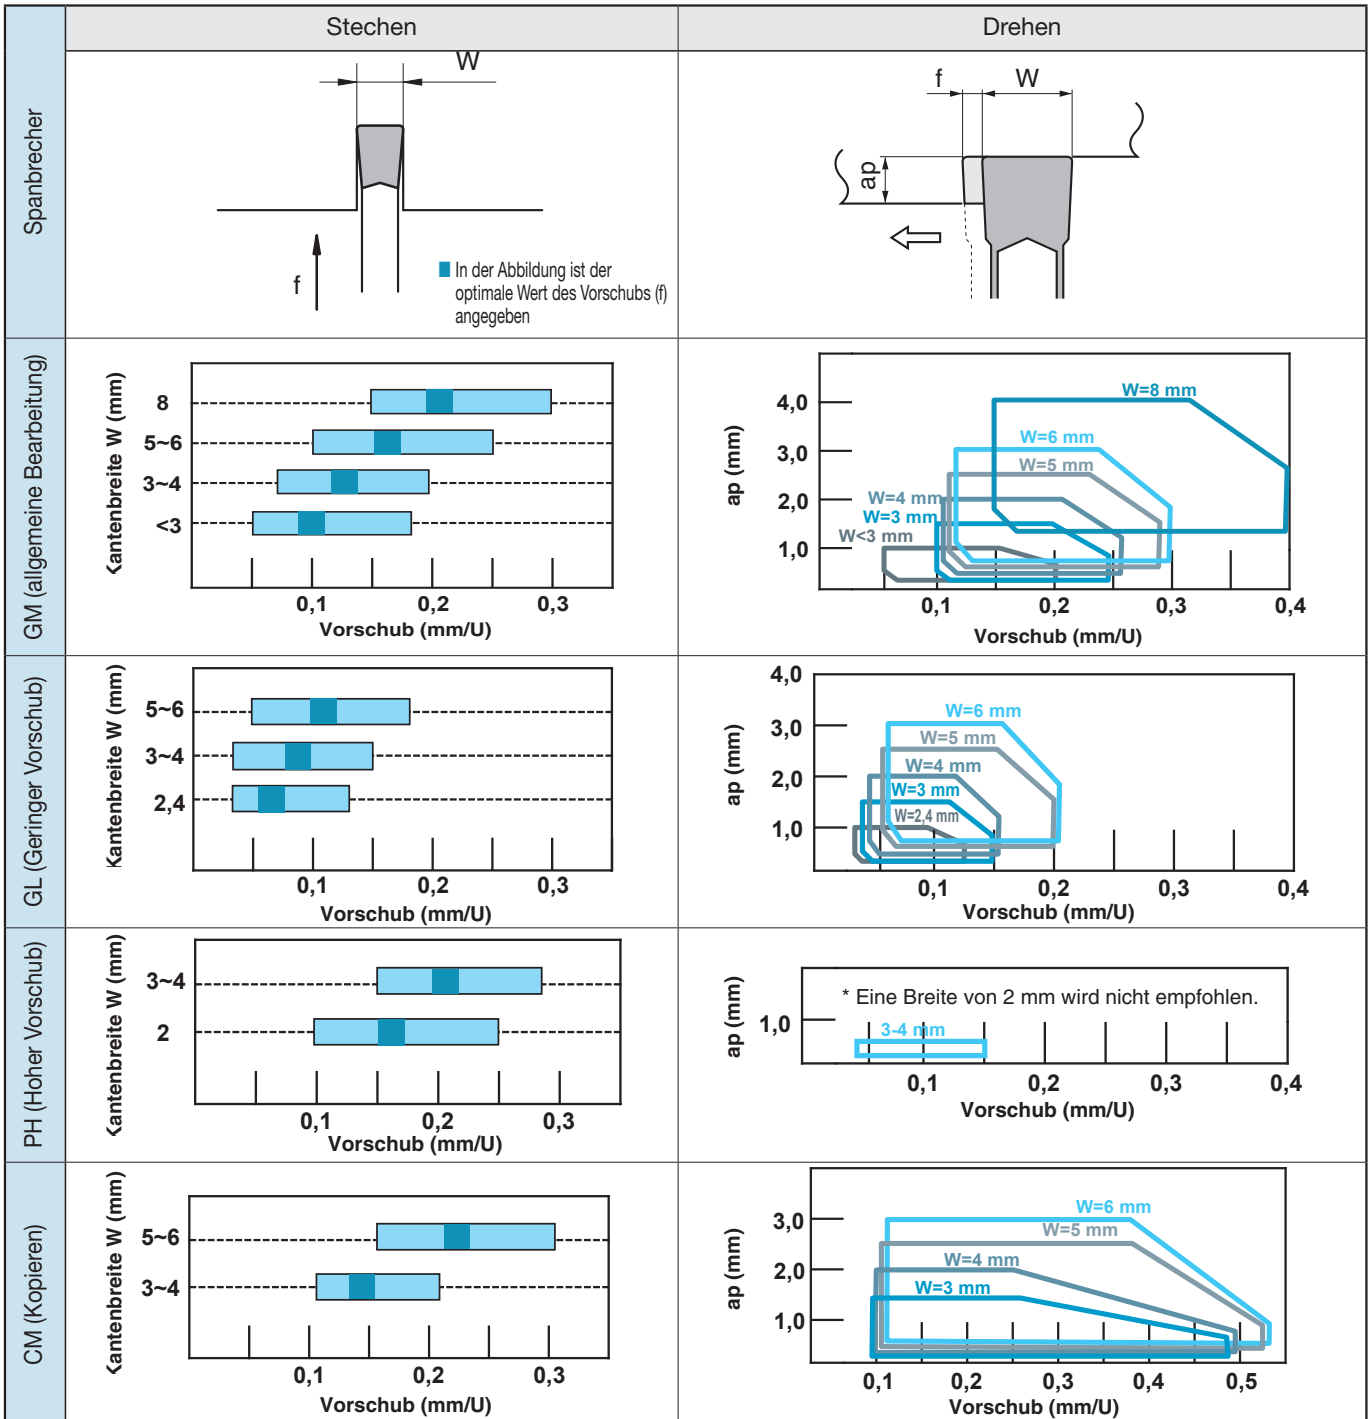 Stechen
Drehen
Spanbrecher
W
f
In der Abbildung ist der
optimale Wert des Vorschubs (f)
angegeben
f
W
ap
GM (allgemeine Bearbeitung)
Kantenbreite W (mm)
8
5~6
3~4
<3
0,1 0,2 0,3
Vorschub (mm/U)
ap (mm)
4,0
3,0
2,0
1,0
W=8 mm
W=6 mm
W=5 mm
W=4 mm
W=3 mm
W<3 mm
0,1 0,2 0,3 0,4
Vorschub (mm/U)
GL (Geringer Vorschub)
Kantenbreite W (mm)
5~6
3~4
2,4
0,1 0,2 0,3
Vorschub (mm/U)
ap (mm)
4,0
3,0
2,0
1,0
W=6 mm
W=5 mm
W=4 mm
W=3 mm
W=2,4 mm
0,1 0,2 0,3 0,4
Vorschub (mm/U)
PH (Hoher Vorschub)
Kantenbreite W (mm)
3~4
2
0,1 0,2 0,3
Vorschub (mm/U)
ap (mm)
1,0
* Eine Breite von 2 mm wird nicht empfohlen.
3-4 mm
0,1 0,2 0,3 0,4
Vorschub (mm/U)
CM (Kopieren)
Kantenbreite W (mm)
5~6
3~4
0,1 0,2 0,3
Vorschub (mm/U)
ap (mm)
3,0
2,0
1,0
W=6 mm
W=5 mm
W=4 mm
W=3 mm
0,1 0,2 0,3 0,4 0,5
Vorschub (mm/U)